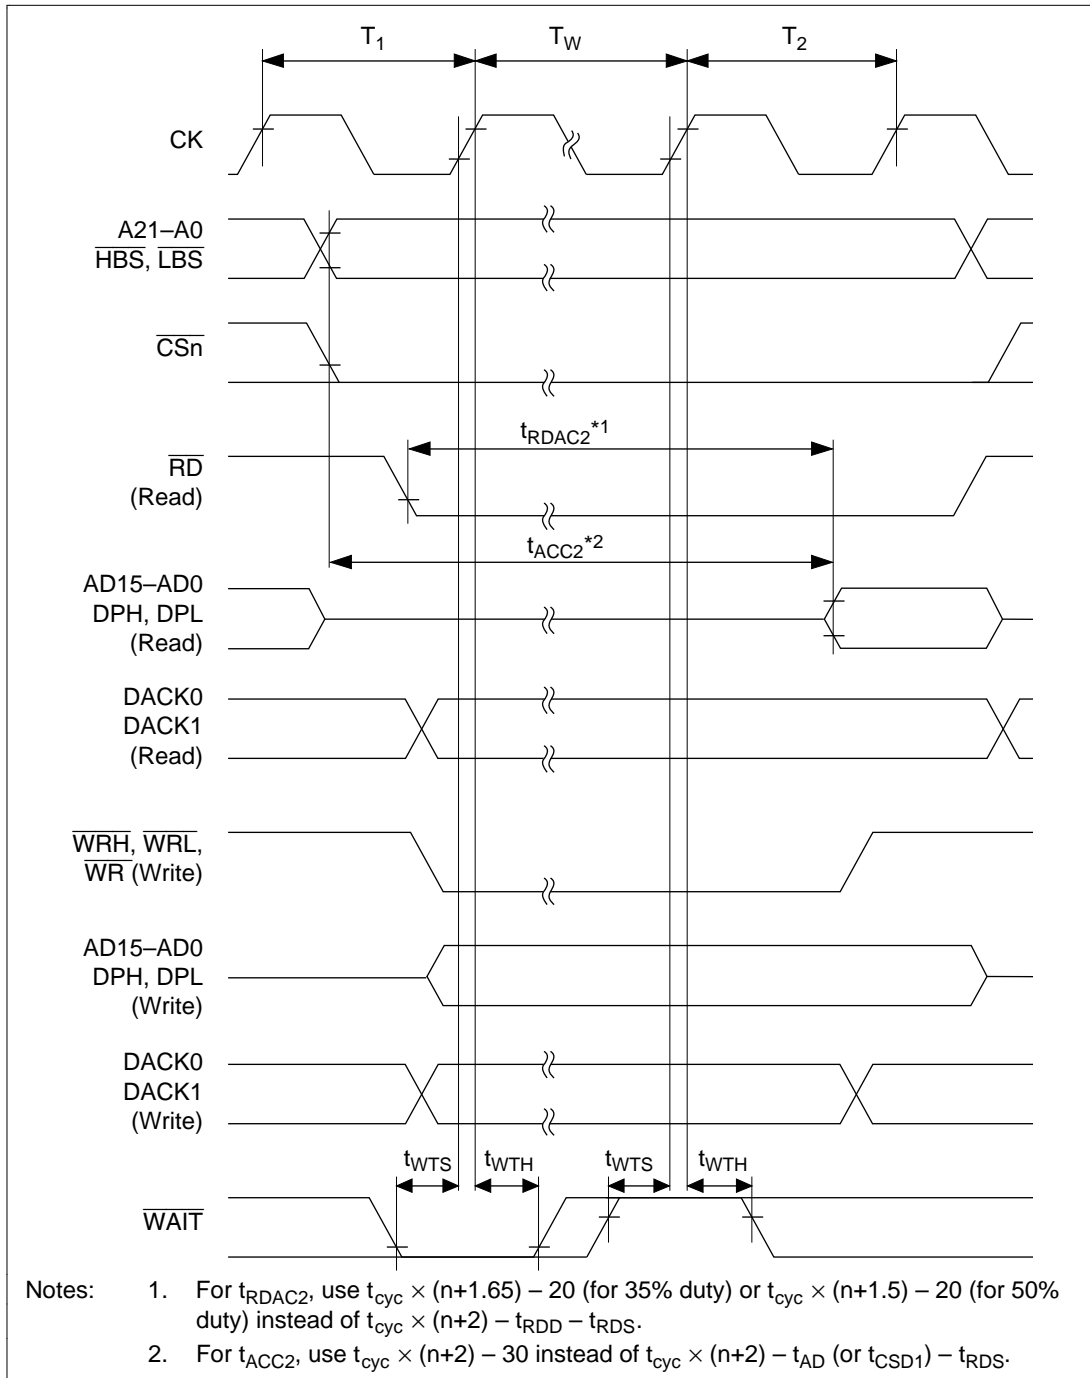 T1 TW T2
CK
A21–A0
HBS, LBS
CSn
tRDAC2*1
RD
(Read)
tACC2*2
AD15–AD0
DPH, DPL
(Read)
DACK0
DACK1
(Read)
WRH, WRL,
WR (Write)
AD15–AD0
DPH, DPL
(Write)
DACK0
DACK1
(Write)
tWTS tWTH tWTS tWTH
WAIT
Notes: 1. For tRDAC2, use tcyc × (n+1.65) – 20 (for 35% duty) or tcyc × (n+1.5) – 20 (for 50%
duty) instead of tcyc × (n+2) – tRDD – tRDS.
2. For tACC2, use tcyc × (n+2) – 30 instead of tcyc × (n+2) – tAD (or tCSD1) – tRDS.